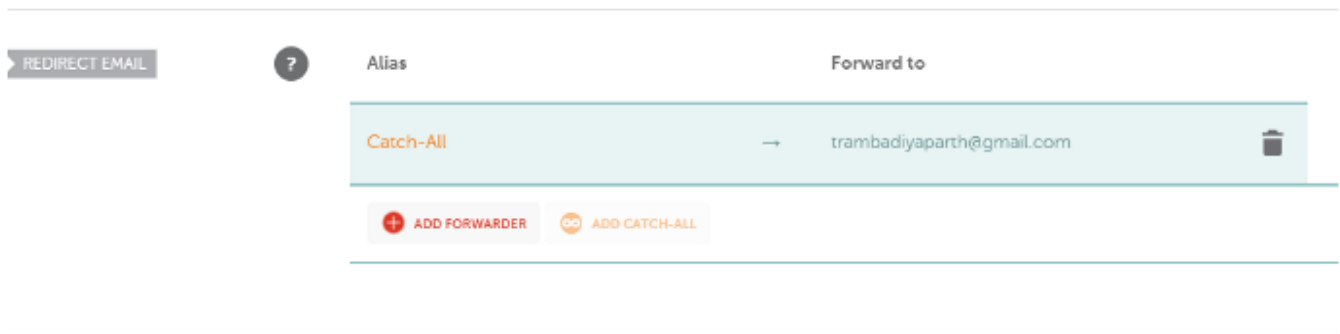 REDIRECT EMAIL ? Alias Forward to
Catch-All → trambadiyaparth@gmail.com
ADD FORWARDER ADD CATCH-ALL